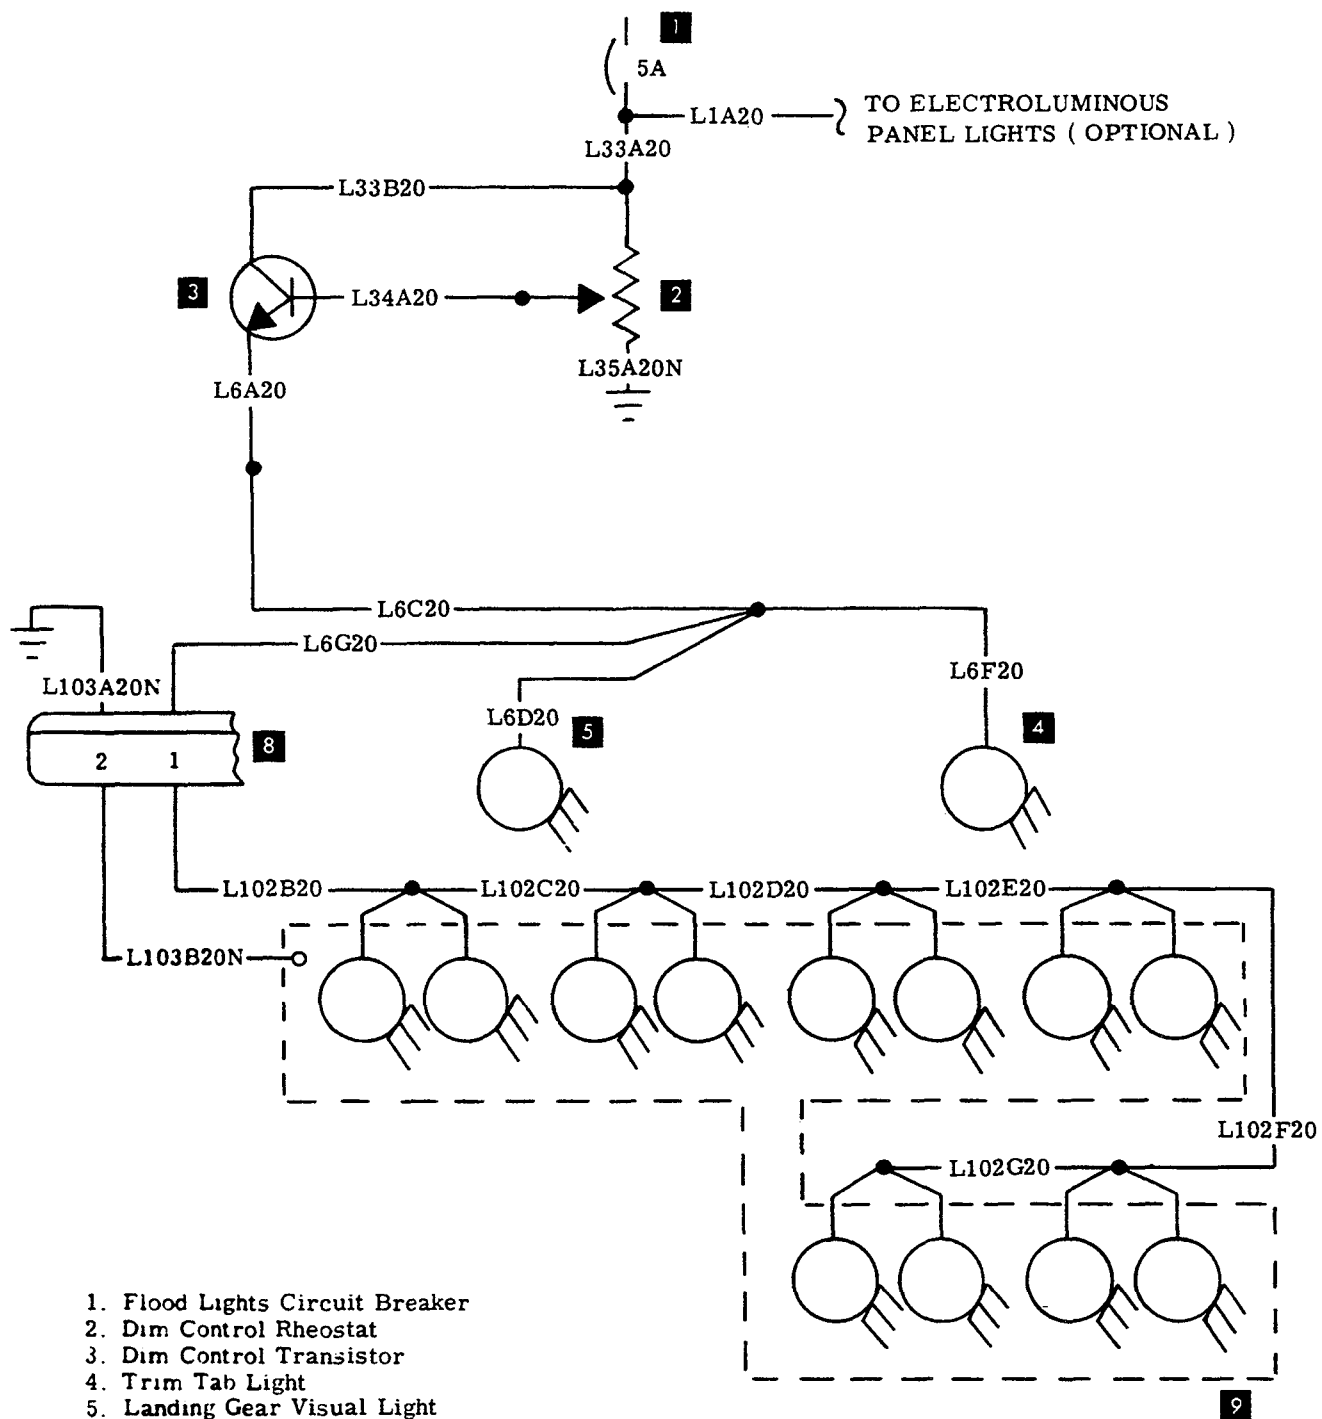 1
5A
L1A20
TO ELECTROLUMINOUS
PANEL LIGHTS ( OPTIONAL )
L33A20
L33B20
3
L34A20
2
L35A20N
L6A20
L6C20
L6G20
L6F20
L103A20N
L6D20
5
4
8
2 1
L102B20
L102C20
L102D20
L102E20
L103B20N
L102F20
L102G20
1. Flood Lights Circuit Breaker
2. Dim Control Rheostat
3. Dim Control Transistor
4. Trim Tab Light
5. Landing Gear Visual Light
9